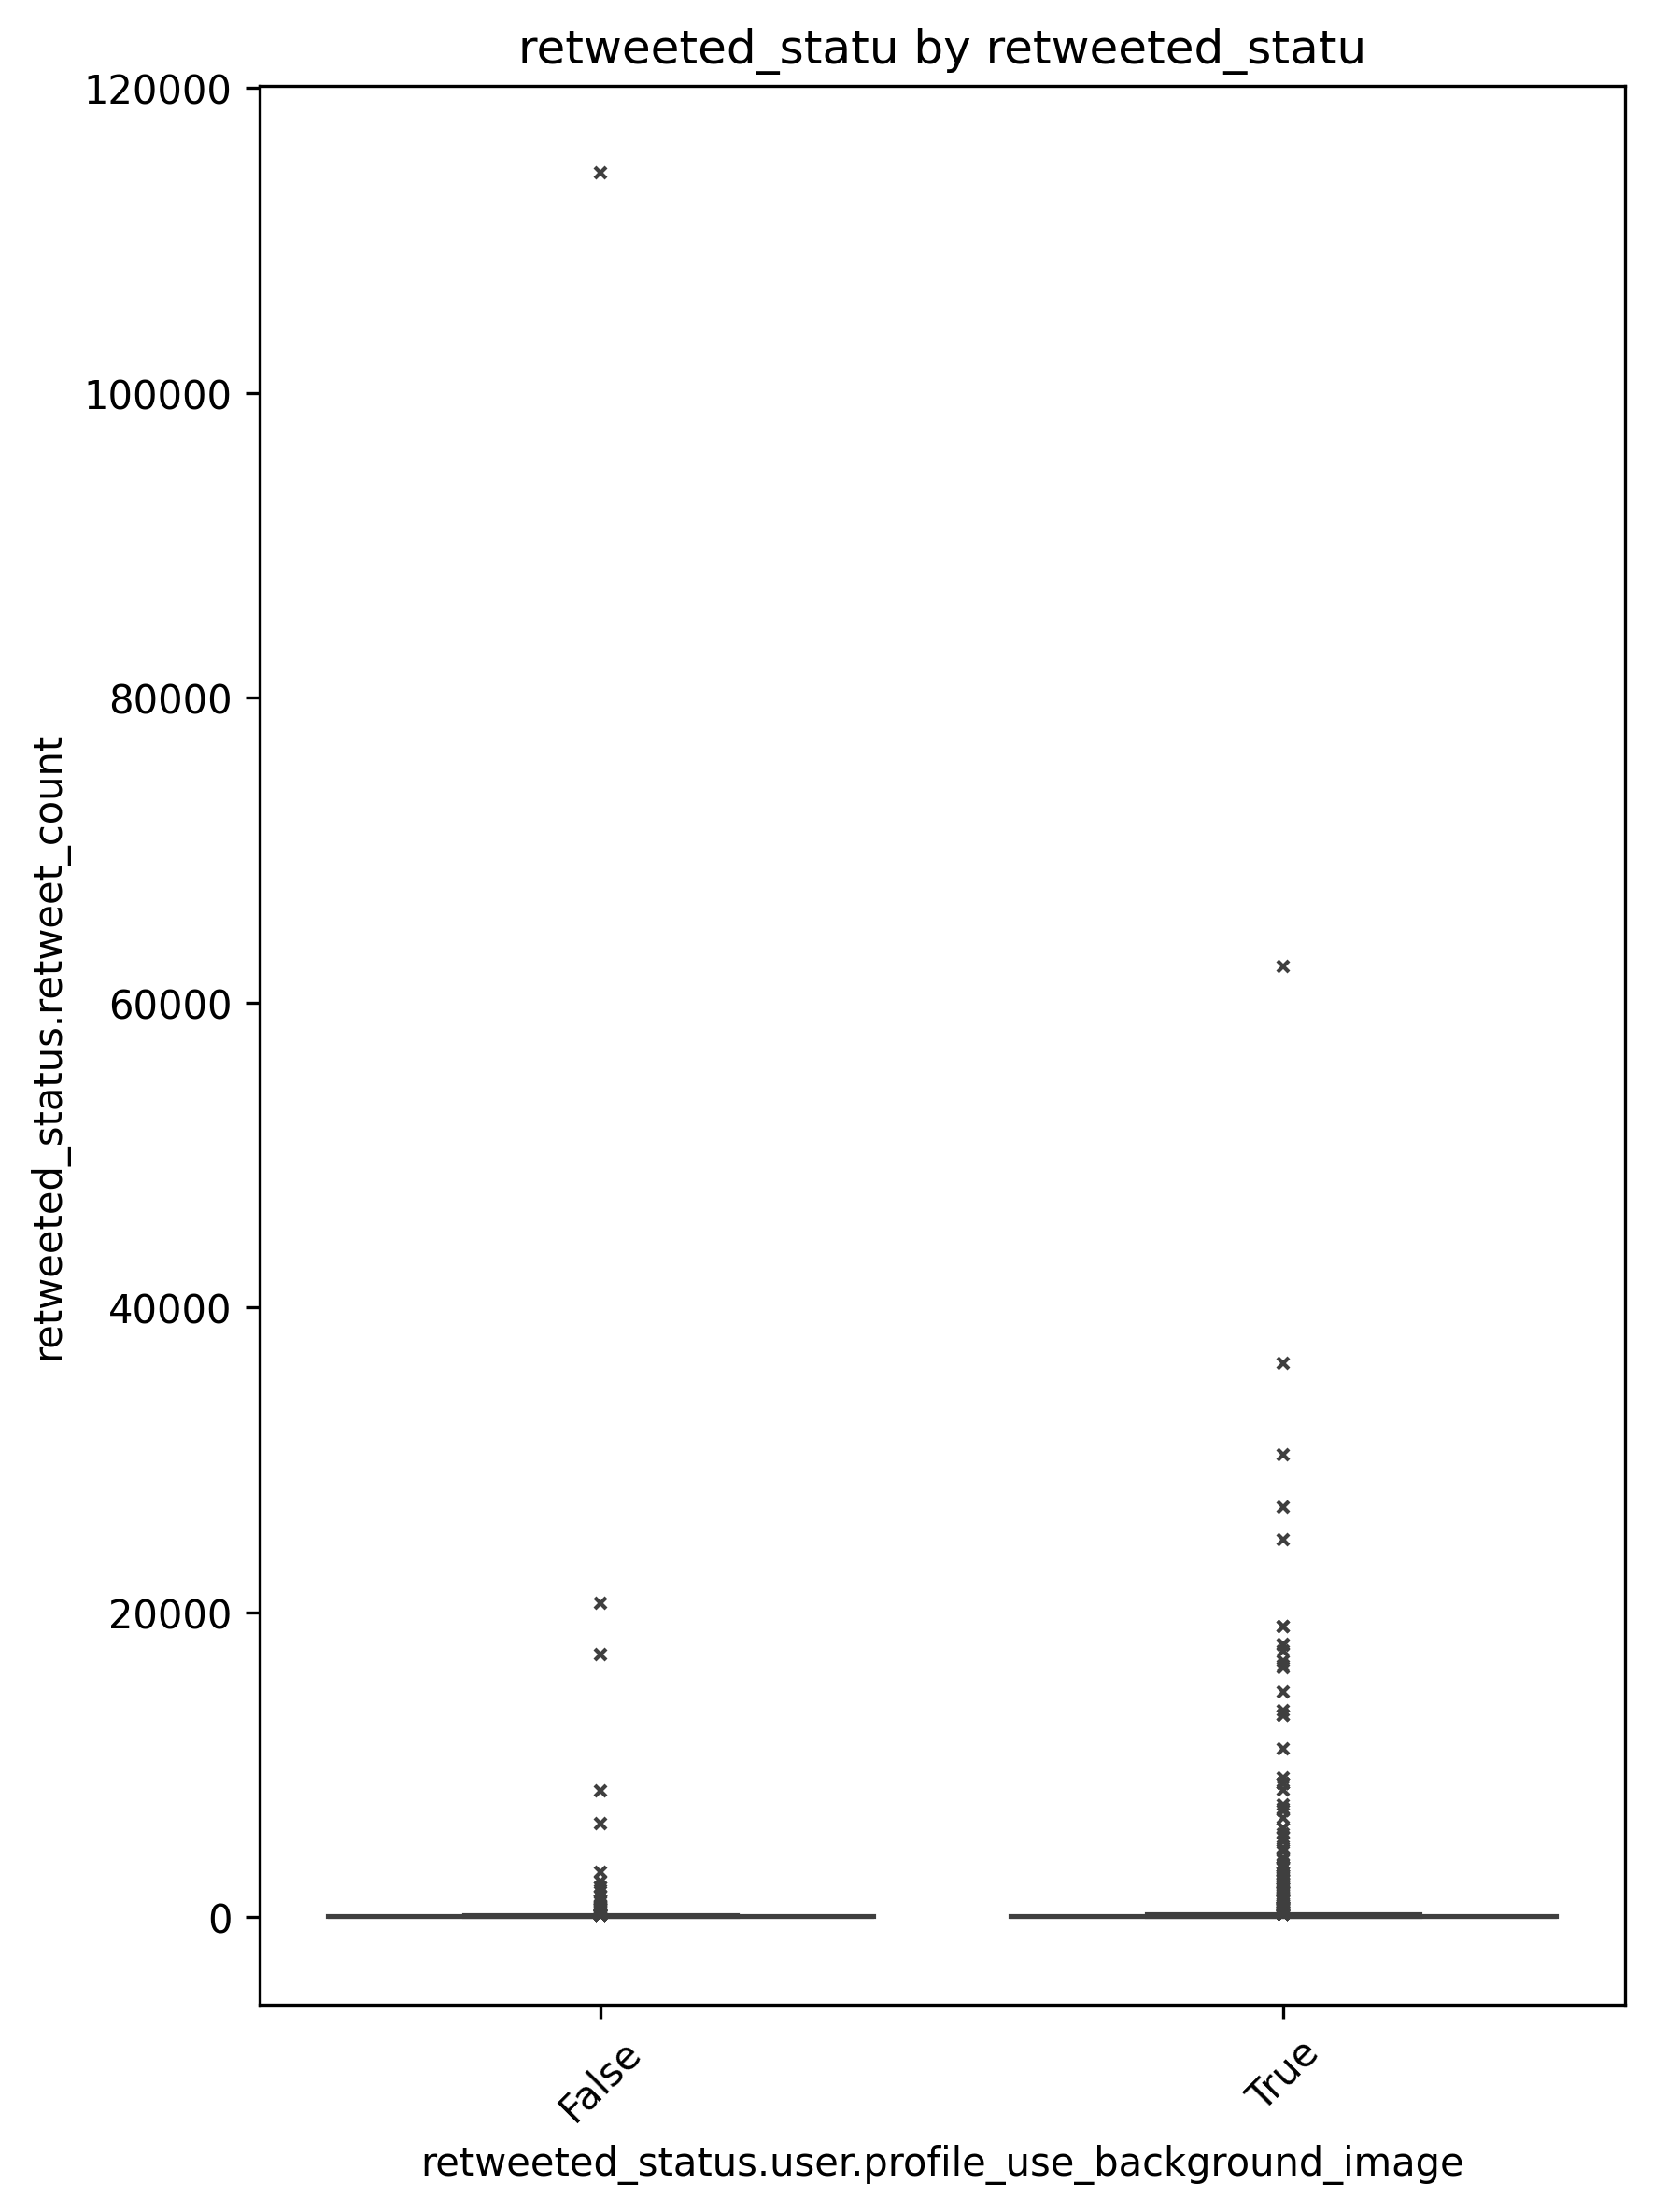 retweeted_statu by retweeted_statu
120000
100000
80000
60000
40000
20000
0
retweeted_status.retweet_count
False
True
retweeted_status.user.profile_use_background_image